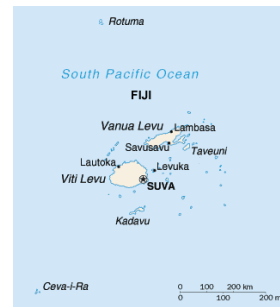 Rotuma
South Pacific Ocean
FIJI
Vanua Levu
Lambasa
Savusavu
Taveuni
Lautoka
Levuka
Viti Levu
SUVA
Kadavu
Ceva-i-Ra
0 100 200 km
0 100 200 m